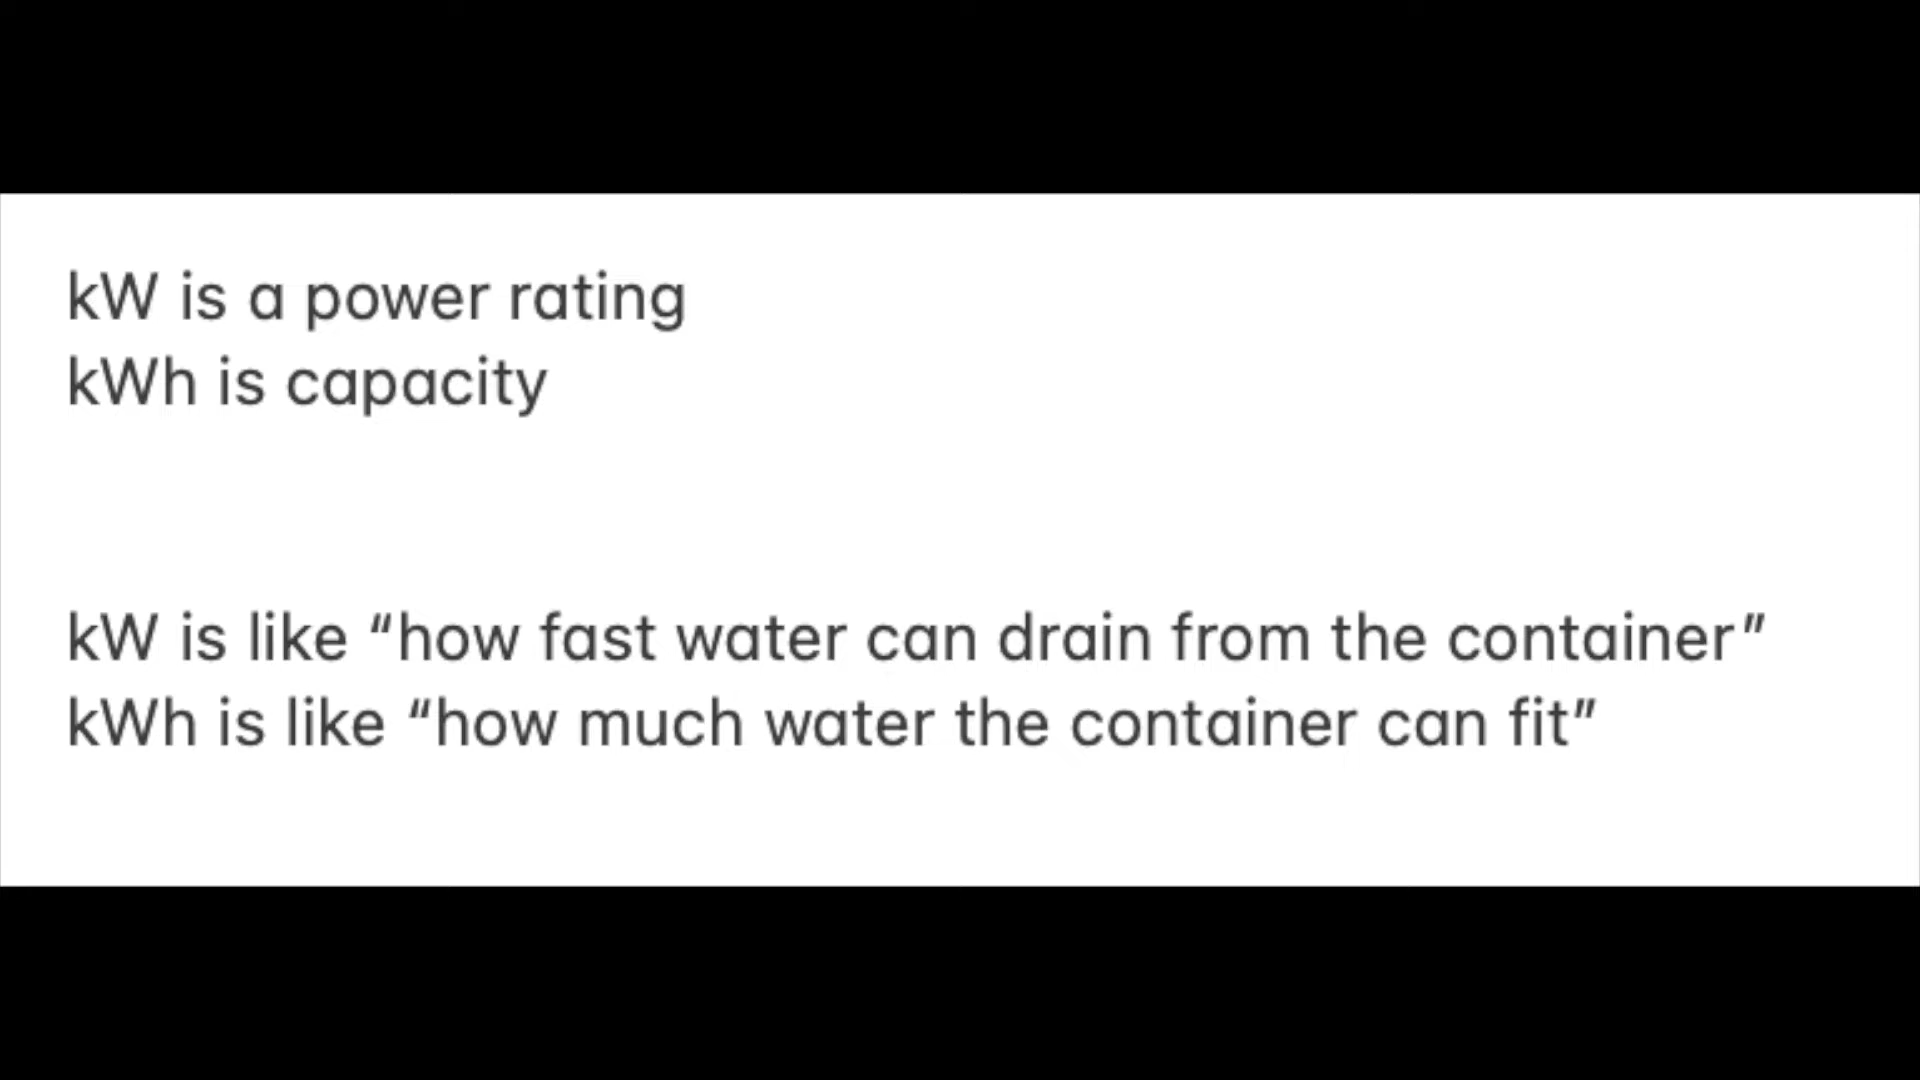 kW is a power rating
kWh is capacity
kW is like “how fast water can drain from the container”
kWh is like “how much water the container can fit”